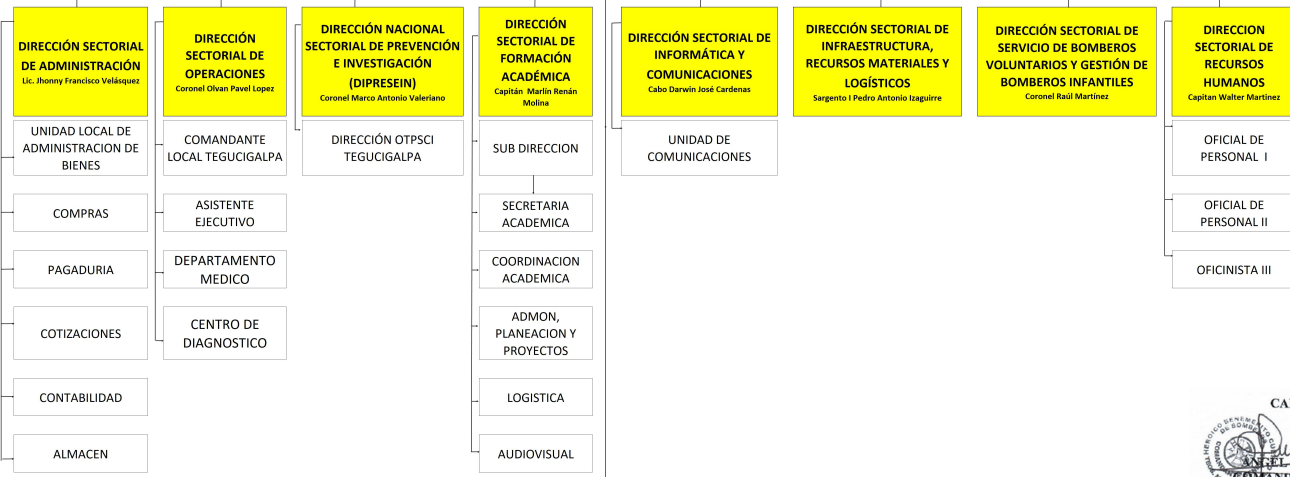 DIRECCIÓN SECTORIAL
DE ADMINISTRACIÓN
Lic. Jhonny Francisco Velásquez
UNIDAD LOCAL DE
ADMINISTRACION DE
BIENES
COMPRAS
PAGADURIA
COTIZACIONES
CONTABILIDAD
ALMACEN
DIRECCIÓN
SECTORIAL DE
OPERACIONES
Coronel Olvan Pavel Lopez
COMANDANTE
LOCAL TEGUCIGALPA
ASISTENTE
EJECUTIVO
DEPARTAMENTO
MEDICO
CENTRO DE
DIAGNOSTICO
DIRECCIÓN NACIONAL
SECTORIAL DE PREVENCIÓN
E INVESTIGACIÓN
(DIPRESEIN)
Coronel Marco Antonio Valeriano
DIRECCIÓN OTPSCI
TEGUCIGALPA
DIRECCIÓN
SECTORIAL DE
FORMACIÓN
ACADÉMICA
Capitán Marlín Renán
Molina
SUB DIRECCION
SECRETARIA
ACADEMICA
COORDINACION
ACADEMICA
ADMON,
PLANEACION Y
PROYECTOS
LOGISTICA
AUDIOVISUAL
DIRECCIÓN SECTORIAL DE
INFORMÁTICA Y
COMUNICACIONES
Cabo Darwin José Cardenas
UNIDAD DE
COMUNICACIONES
DIRECCIÓN SECTORIAL DE
INFRAESTRUCTURA,
RECURSOS MATERIALES Y
LOGÍSTICOS
Sargento I Pedro Antonio Izaguirre
DIRECCIÓN SECTORIAL DE
SERVICIO DE BOMBEROS
VOLUNTARIOS Y GESTIÓN DE
BOMBEROS INFANTILES
Coronel Raúl Martínez
DIRECCION
SECTORIAL DE
RECURSOS
HUMANOS
Capitan Walter Martinez
OFICIAL DE
PERSONAL I
OFICIAL DE
PERSONAL II
OFICINISTA III